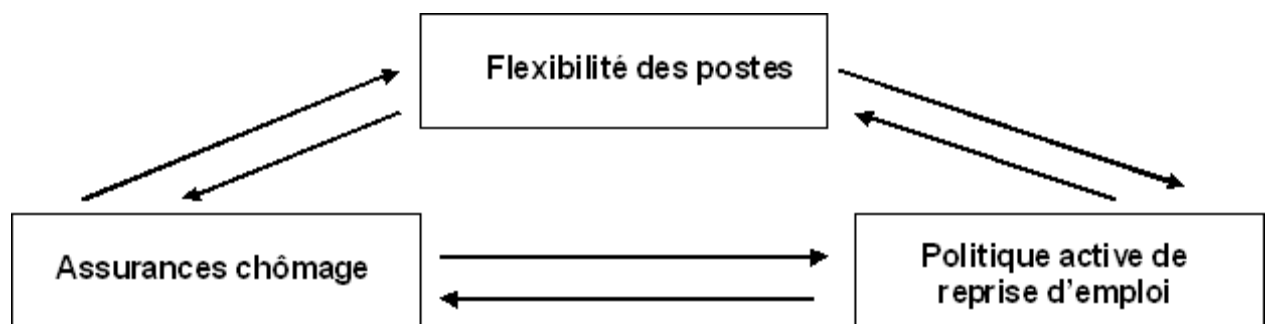 Flexibilité des postes
Assurances chômage
Politique active de
reprise d'emploi